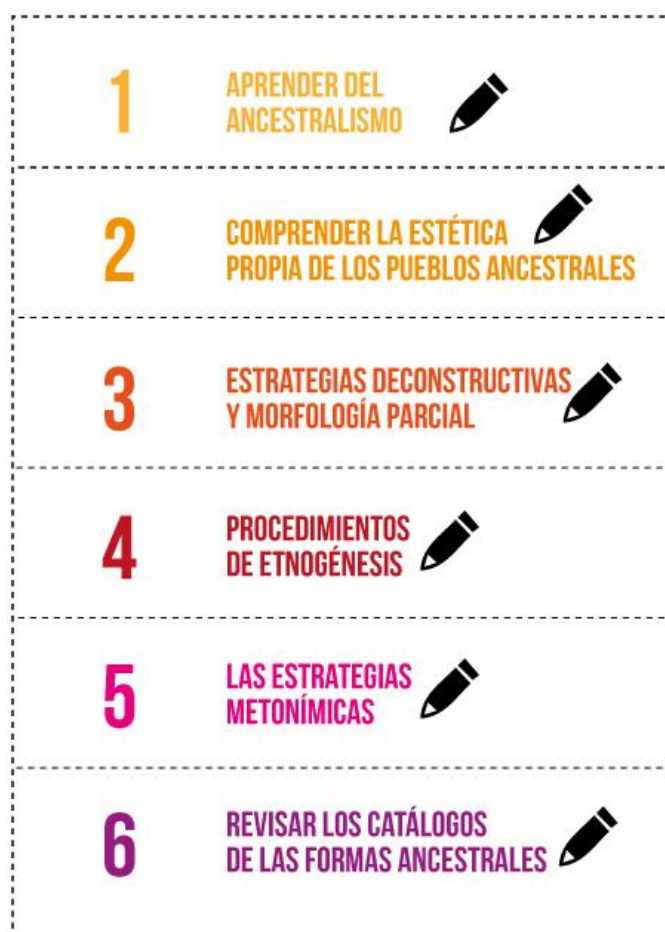 1
APRENDER DEL
ANCESTRALISMO
2
COMPRENDER LA ESTÉTICA
PROPIA DE LOS PUEBLOS ANCESTRALES
3
ESTRATEGIAS DECONSTRUCTIVAS
Y MORFOLOGÍA PARCIAL
4
PROCEDIMIENTOS
DE ETNOGÉNESIS
5
LAS ESTRATEGIAS
METONÍMICAS
6
REVISAR LOS CATÁLOGOS
DE LAS FORMAS ANCESTRALES